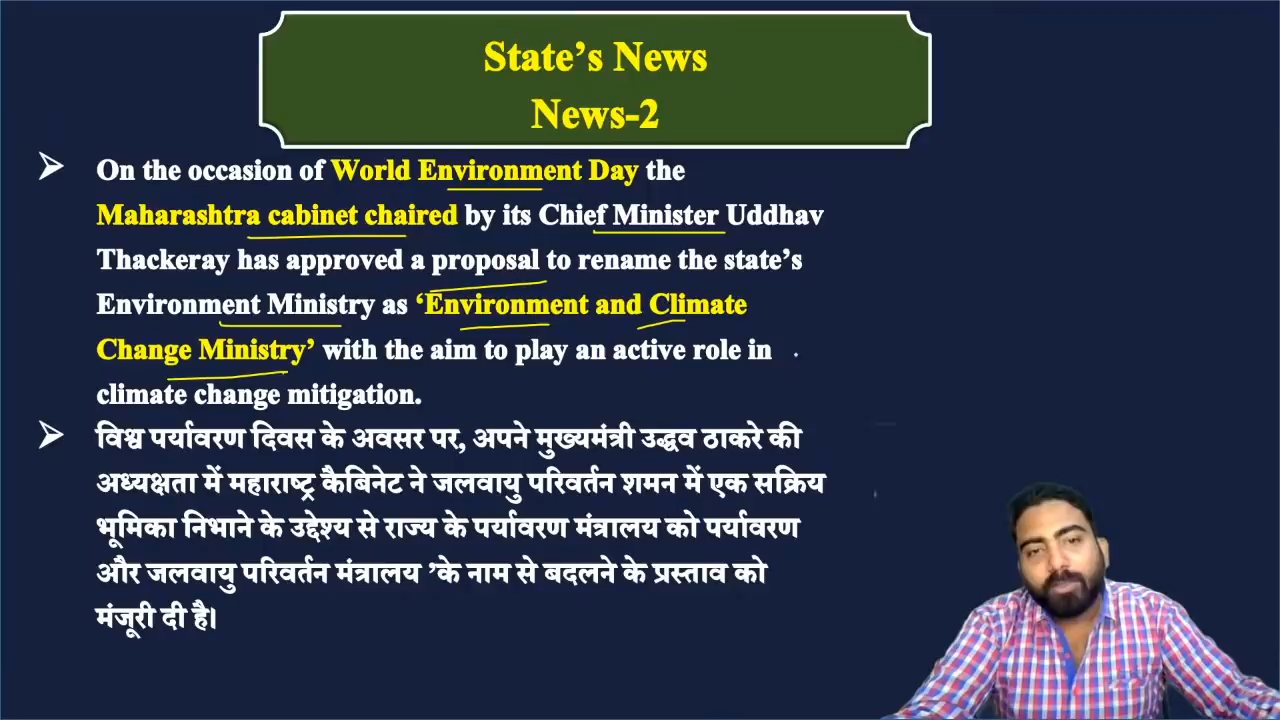 State’s News
News-2
On the occasion of World Environment Day the
Maharashtra cabinet chaired by its Chief Minister Uddhav
Thackeray has approved a proposal to rename the state’s
Environment Ministry as ‘Environment and Climate
Change Ministry’ with the aim to play an active role in
climate change mitigation.
विश्व पर्यावरण दिवस के अवसर पर, अपने मुख्यमंत्री उद्धव ठाकरे की
अध्यक्षता में महाराष्ट्र कैबिनेट ने जलवायु परिवर्तन शमन में एक सक्रिय
भूमिका निभाने के उद्देश्य से राज्य के पर्यावरण मंत्रालय को पर्यावरण
और जलवायु परिवर्तन मंत्रालय ’के नाम से बदलने के प्रस्ताव को
मंजूरी दी है।